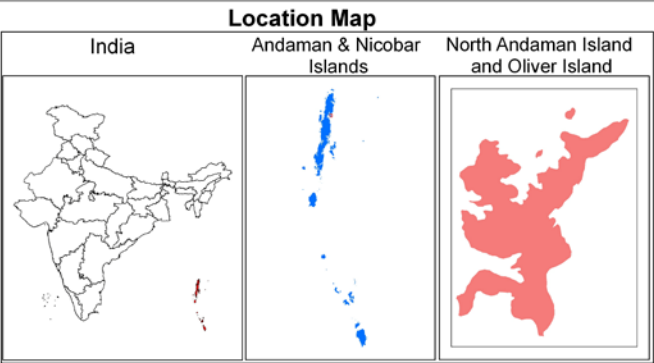 Location Map
India
Andaman & Nicobar
Islands
North Andaman Island
and Oliver Island